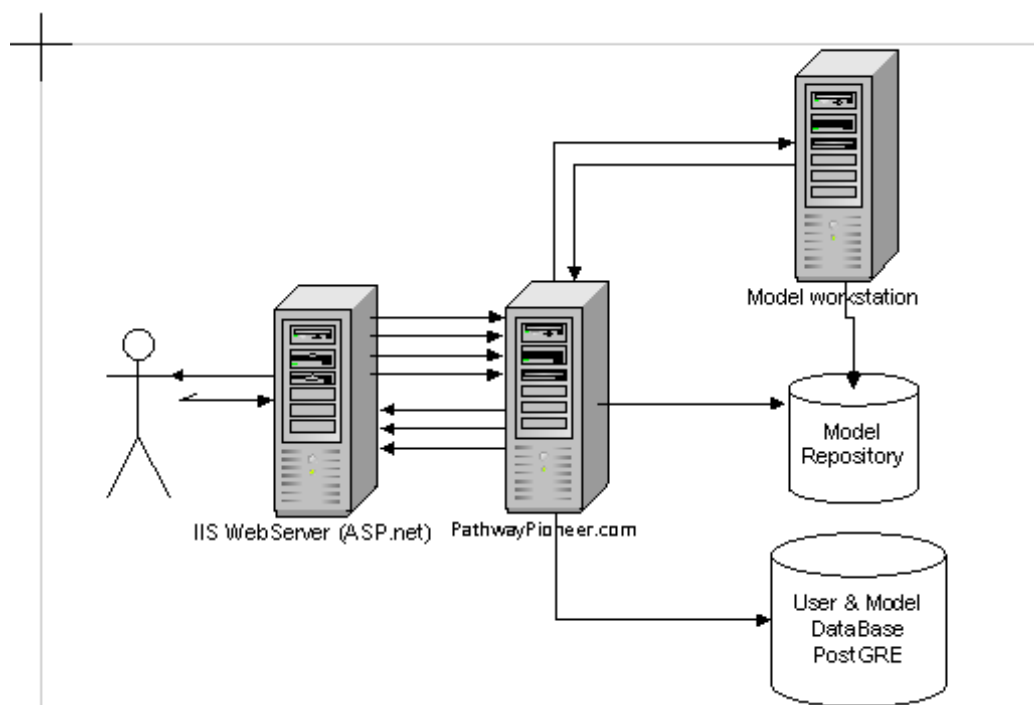 Model workstation
Model
Repository
IIS WebServer (ASP.net)
PathwayPioneer.com
User & Model
DataBase
PostGRE